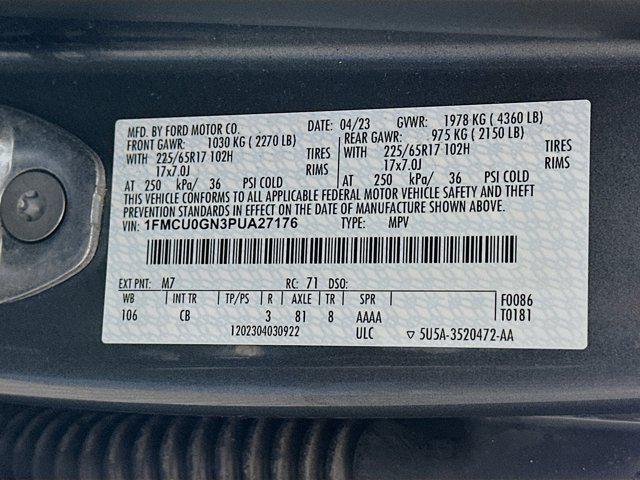 MFD. BY FORD MOTOR CO. DATE: 04/23 GVWR: 1978 KG ( 4360 LB)
FRONT GAWR: 1030 KG ( 2270 LB) REAR GAWR: 975 KG ( 2150 LB)
WITH 225/65R17 102H TIRES WITH 225/65R17 102H TIRES
17x7.0J RIMS 17x7.0J RIMS
AT 250 kPa/ 36 PSI COLD AT 250 kPa/ 36 PSI COLD
THIS VEHICLE CONFORMS TO ALL APPLICABLE FEDERAL MOTOR VEHICLE SAFETY AND THEFT
PREVENTION STANDARDS IN EFFECT ON THE DATE OF MANUFACTURE SHOWN ABOVE.
VIN: 1FMCU0GN3PUA27176 TYPE: MPV
EXT PNT: M7 RC: 71 DSO:
WB INT TR TP/PS R AXLE TR SPR F0086
106 CB 3 81 8 AAAA T0181
120230403092​2 ULC ▽ 5U5A-3520472-AA